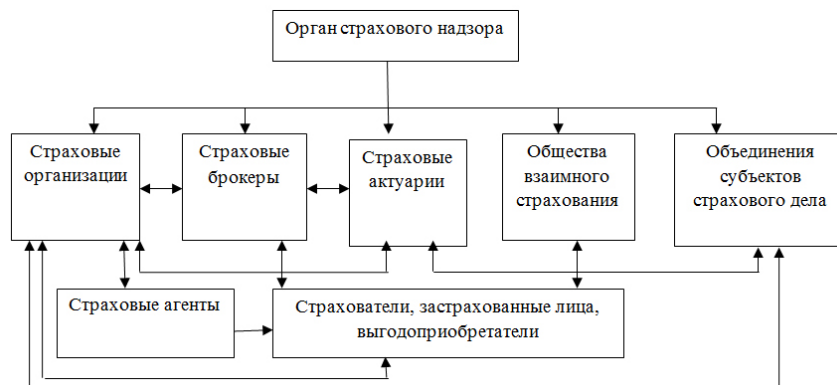 Орган страхового надзора
Страховые
организации
Страховые
брокеры
Страховые
актуарии
Общества
взаимного
страхования
Объединения
субъектов
страхового дела
Страховые агенты
Страхователи, застрахованные лица,
выгодоприобретатели